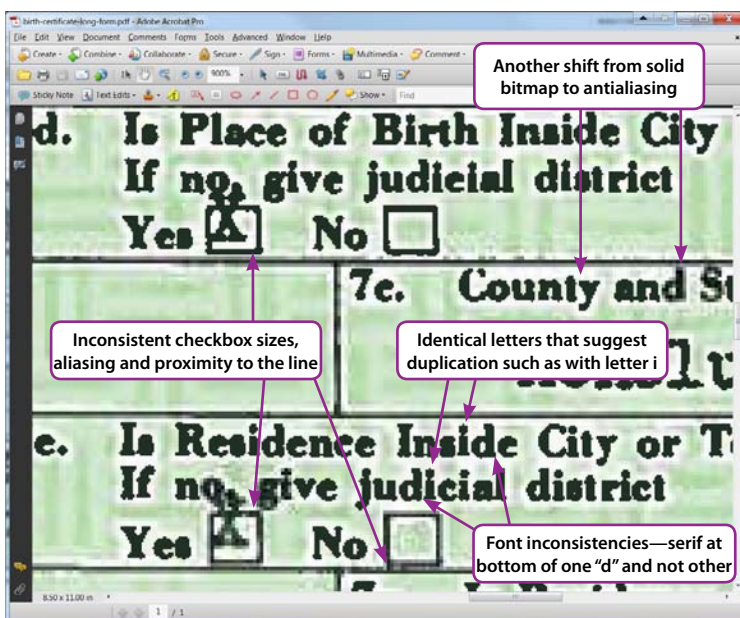 birth-certificate-long-form.pdf - Adobe Acrobat Pro
File Edit View Document Comments Forms Tools Advanced Window Help
Create Combine Collaborate Secure Sign Forms Multimedia Comment
900%
Sticky Note Text Edits Show Find
Another shift from solid
bitmap to antialiasing
d. Is Place of Birth Inside City
If no, give judicial district
Yes X No
7c. County and St
Inconsistent checkbox sizes,
aliasing and proximity to the line
Identical letters that suggest
duplication such as with letter i
e. Is Residence Inside City or T
If no, give judicial district
Yes X No
Font inconsistencies—serif at
bottom of one “d” and not other
8.50 x 11.00 in
1 / 1